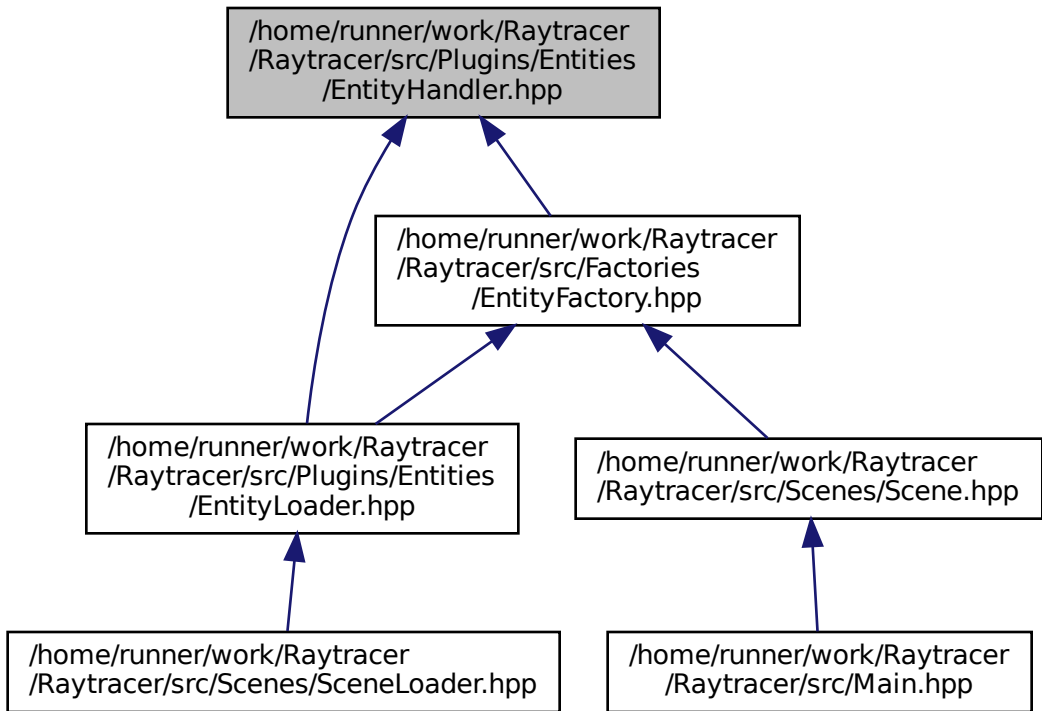 /home/runner/work/Raytracer
/Raytracer/src/Plugins/Entities
/EntityHandler.hpp
/home/runner/work/Raytracer
/Raytracer/src/Factories
/EntityFactory.hpp
/home/runner/work/Raytracer
/Raytracer/src/Plugins/Entities
/EntityLoader.hpp
/home/runner/work/Raytracer
/Raytracer/src/Scenes/Scene.hpp
/home/runner/work/Raytracer
/Raytracer/src/Scenes/SceneLoader.hpp
/home/runner/work/Raytracer
/Raytracer/src/Main.hpp